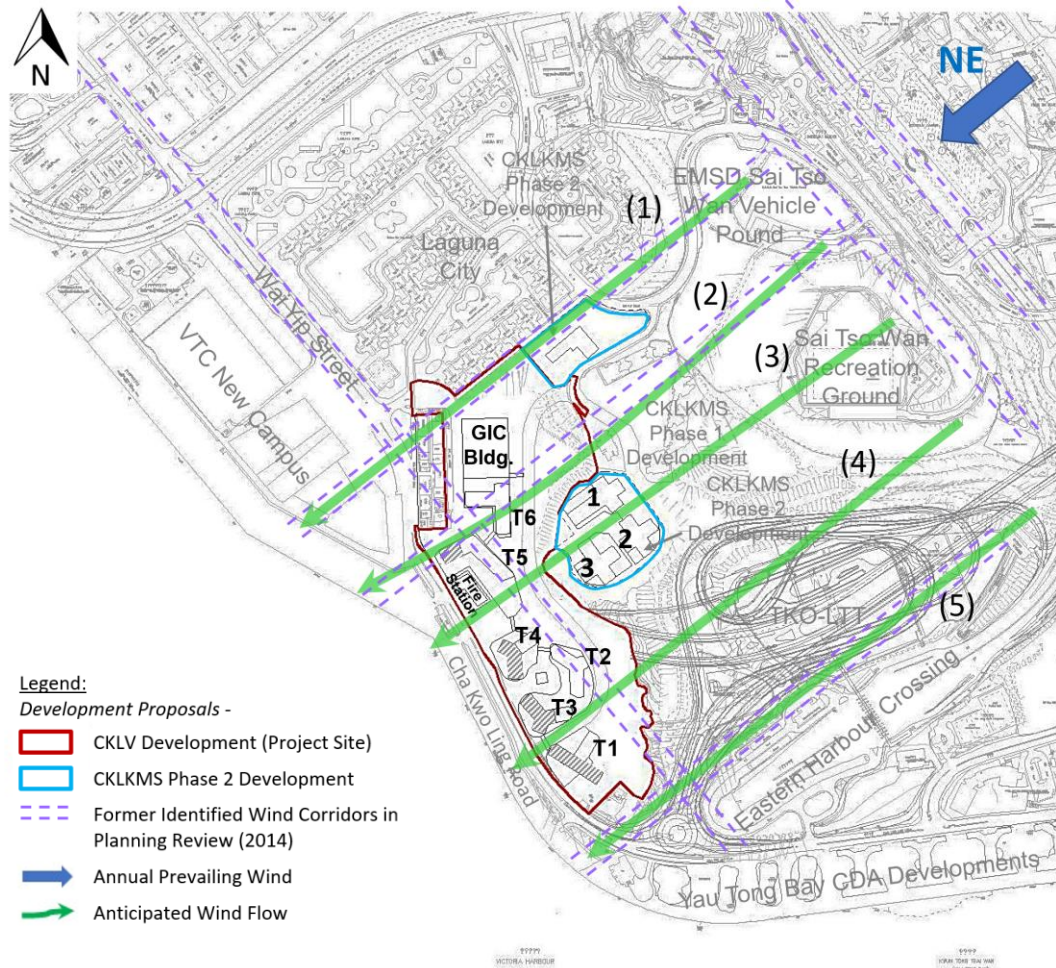 N
NE
CKLKMS
Phase 2
Development
(1)
EMSD Sai Tso
Wan Vehicle
Pound
Laguna
City
(2)
Wai Yip Street
VTC New Campus
(3)
Sai Tso Wan
Recreation
Ground
CKLKMS
Phase 1
Development
GIC
Bldg.
(4)
CKLKMS
Phase 2
Development
1
T6
2
T5
3
Fire
Station
TKO-LTT
(5)
T4
T2
Cha Kwo Ling Road
T3
T1
Eastern Harbour Crossing
Yau Tong Bay CDA Developments
Legend:
Development Proposals -
CKLV Development (Project Site)
CKLKMS Phase 2 Development
Former Identified Wind Corridors in
Planning Review (2014)
Annual Prevailing Wind
Anticipated Wind Flow
VICTORIA HARBOUR